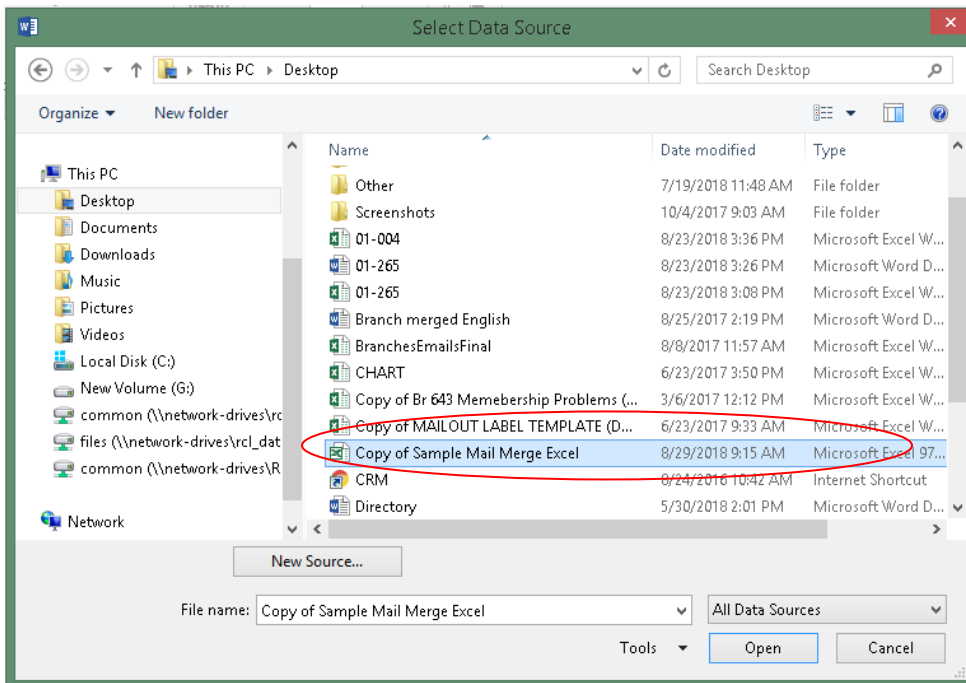 Select Data Source
This PC Desktop
Search Desktop
Organize New folder
Name Date modified Type
This PC
Desktop
Documents
Downloads
Music
Pictures
Videos
Local Disk (C:)
New Volume (G:)
common (\\network-drives\rc
files (\\network-drives\rcl_dat
common (\\network-drives\R
Network
Other 7/19/2018 11:48 AM File folder
Screenshots 10/4/2017 9:03 AM File folder
01-004 8/23/2018 3:36 PM Microsoft Excel W...
01-265 8/23/2018 3:26 PM Microsoft Word D...
01-265 8/23/2018 3:08 PM Microsoft Excel W...
Branch merged English 8/25/2017 2:19 PM Microsoft Word D...
BranchesEmailsFinal 8/8/2017 11:57 AM Microsoft Excel W...
CHART 6/23/2017 3:50 PM Microsoft Excel W...
Copy of Br 643 Memebership Problems (... 3/6/2017 12:12 PM Microsoft Excel W...
Copy of MAILOUT LABEL TEMPLATE (D... 6/23/2017 9:33 AM Microsoft Excel W...
Copy of Sample Mail Merge Excel 8/29/2018 9:15 AM Microsoft Excel 97...
CRM 8/24/2016 10:42 AM Internet Shortcut
Directory 5/30/2018 2:01 PM Microsoft Word D...
New Source...
File name: Copy of Sample Mail Merge Excel All Data Sources
Tools Open Cancel